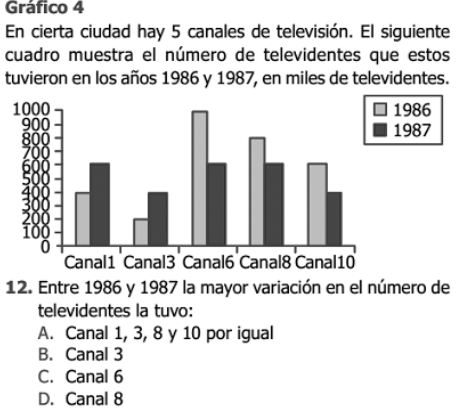 Gráfico 4
En cierta ciudad hay 5 canales de televisión. El siguiente
cuadro muestra el número de televidentes que estos
tuvieron en los años 1986 y 1987, en miles de televidentes.
1000
900
800
700
600
500
400
300
200
100
0
1986
1987
Canal1 Canal3 Canal6 Canal8 Canal10
12. Entre 1986 y 1987 la mayor variación en el número de
televidentes la tuvo:
A. Canal 1, 3, 8 y 10 por igual
B. Canal 3
C. Canal 6
D. Canal 8